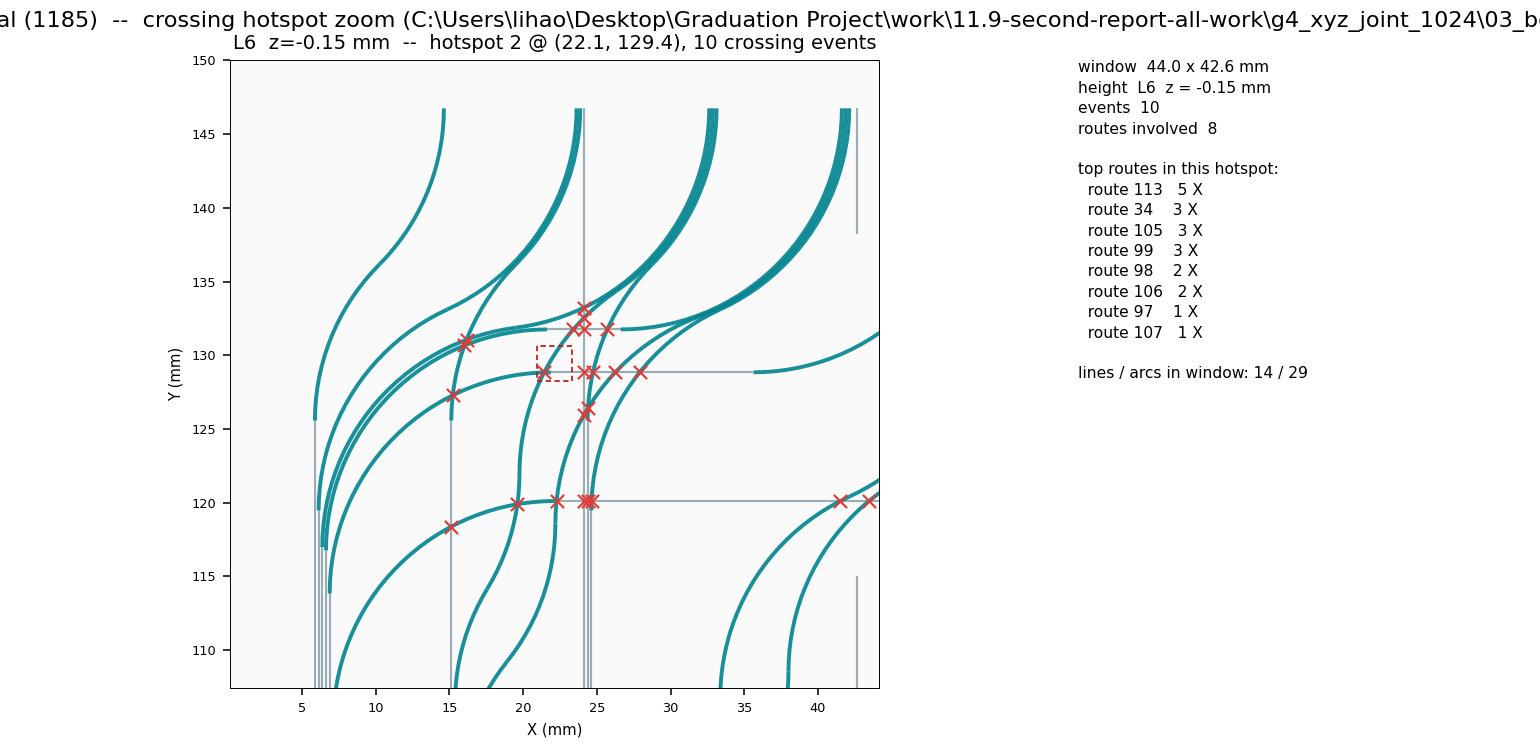 al (1185) -- crossing hotspot zoom (C:\Users\lihao\Desktop\Graduation Project\work\11.9-second-report-all-work\g4_xyz_joint_1024\03_b
L6 z=-0.15 mm -- hotspot 2 @ (22.1, 129.4), 10 crossing events
150
145
140
135
130
125
120
115
110
Y (mm)
5 10 15 20 25 30 35 40
X (mm)
window 44.0 x 42.6 mm
height L6 z = -0.15 mm
events 10
routes involved 8
top routes in this hotspot:
route 113 5 X
route 34 3 X
route 105 3 X
route 99 3 X
route 98 2 X
route 106 2 X
route 97 1 X
route 107 1 X
lines / arcs in window: 14 / 29